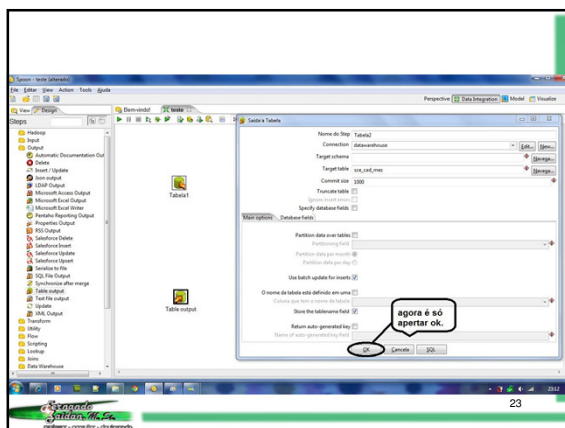 Spoon - teste (alterado)
File Editar View Action Tools Ajuda
Perspective: Data Integration Model Visualize
View Design
Bem-vindo! teste
Steps
Hadoop
Input
Output
Automatic Documentation Out
Delete
Insert / Update
Json output
LDAP Output
Microsoft Access Output
Microsoft Excel Output
Microsoft Excel Writer
Pentaho Reporting Output
Properties Output
RSS Output
Salesforce Delete
Salesforce Insert
Salesforce Update
Salesforce Upsert
Serialize to file
SQL File Output
Synchronize after merge
Table output
Text file output
Update
XML Output
Transform
Utility
Flow
Scripting
Lookup
Joins
Data Warehouse
Tabela1
Table output
Saída a Tabela
Nome do Step Tabela2
Connection datawarehouse Edit... New...
Target schema Navega...
Target table sce_cad_mes Navega...
Commit size 1000
Truncate table
Ignore insert errors
Specify database fields
Main options Database fields
Partition data over tables
Partitioning field
Partition data per month
Partition data per day
Use batch update for inserts
O nome da tabela está definido em uma
Coluna que tem o nome da tabela:
Store the tablename field
Return auto-generated key
Name of auto-generated key field
OK Cancela SQL
agora é só
apertar ok.
23:12
23
Fernando
Zaidan, M.Sc.
professor - consultor - doutorando